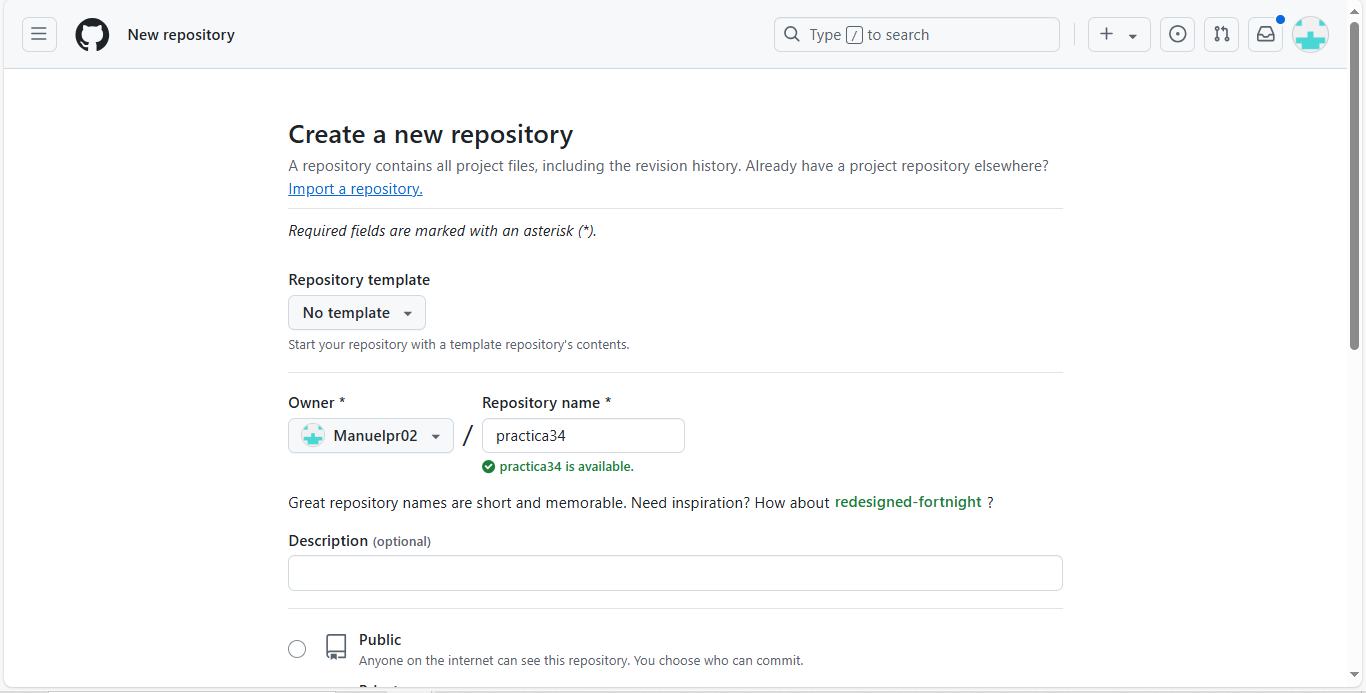 New repository
Type / to search
Create a new repository
A repository contains all project files, including the revision history. Already have a project repository elsewhere?
Import a repository.
Required fields are marked with an asterisk (*).
Repository template
No template
Start your repository with a template repository's contents.
Owner * Repository name *
Manuelpr02 / practica34
practica34 is available.
Great repository names are short and memorable. Need inspiration? How about redesigned-fortnight ?
Description (optional)
Public
Anyone on the internet can see this repository. You choose who can commit.